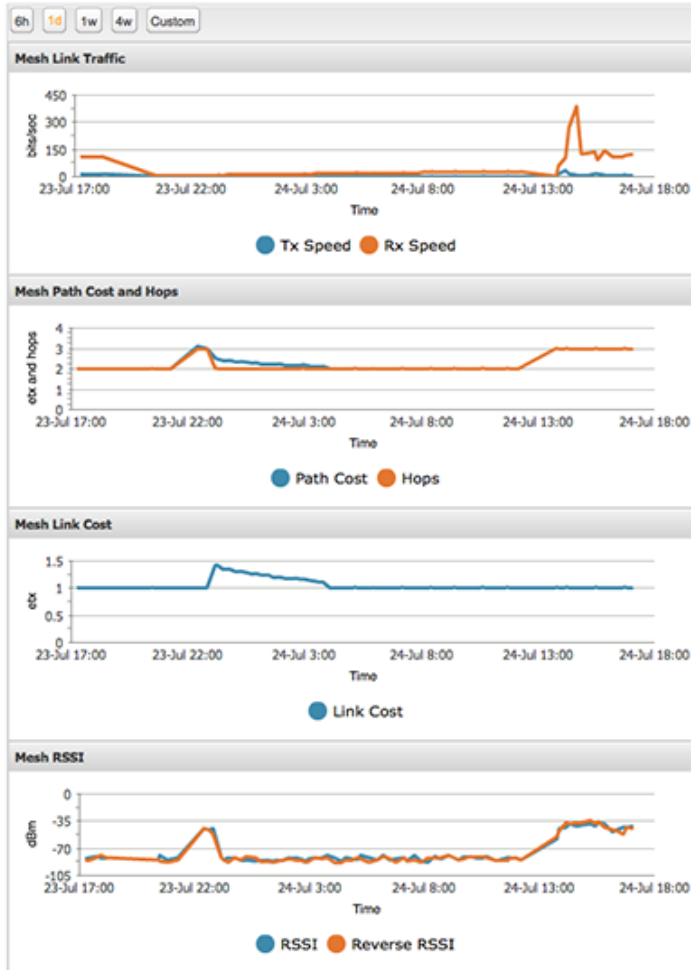 6h 1d 1w 4w Custom
Mesh Link Traffic
450
300
150
0
bits/sec
23-Jul 17:00 23-Jul 22:00 24-Jul 3:00 24-Jul 8:00 24-Jul 13:00 24-Jul 18:00
Time
Tx Speed Rx Speed
Mesh Path Cost and Hops
4
3
2
1
0
etx and hops
23-Jul 17:00 23-Jul 22:00 24-Jul 3:00 24-Jul 8:00 24-Jul 13:00 24-Jul 18:00
Time
Path Cost Hops
Mesh Link Cost
1.5
1
0.5
0
etx
23-Jul 17:00 23-Jul 22:00 24-Jul 3:00 24-Jul 8:00 24-Jul 13:00 24-Jul 18:00
Time
Link Cost
Mesh RSSI
0
-35
-70
-105
dBm
23-Jul 17:00 23-Jul 22:00 24-Jul 3:00 24-Jul 8:00 24-Jul 13:00 24-Jul 18:00
Time
RSSI Reverse RSSI